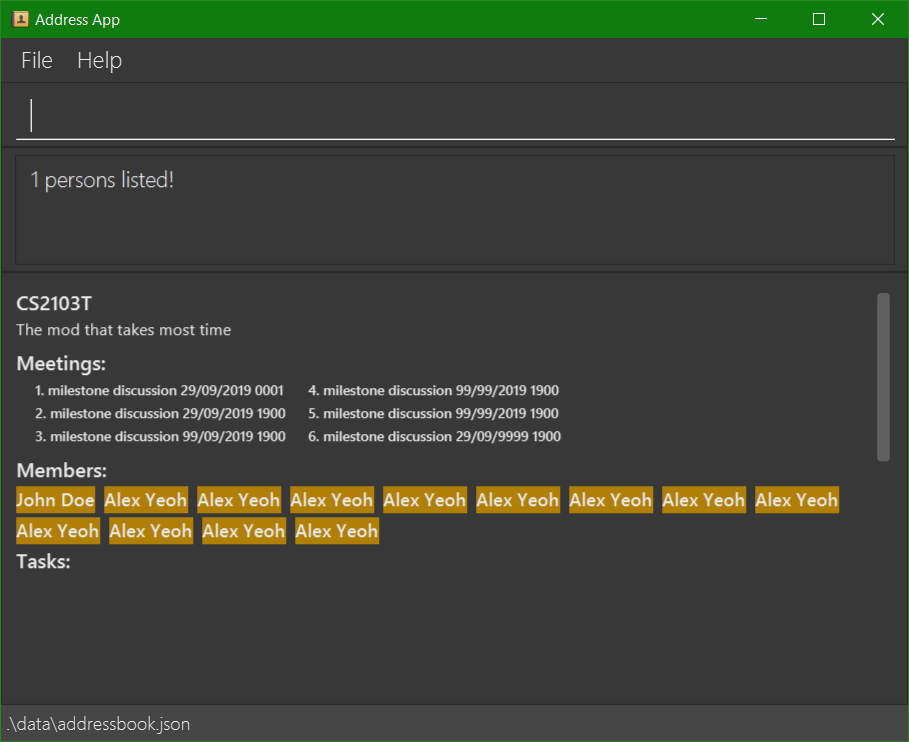 Address App
File Help
1 persons listed!
CS2103T
The mod that takes most time
Meetings:
1. milestone discussion 29/09/2019 0001 4. milestone discussion 99/99/2019 1900
2. milestone discussion 29/09/2019 1900 5. milestone discussion 99/99/2019 1900
3. milestone discussion 99/09/2019 1900 6. milestone discussion 29/09/9999 1900
Members:
John Doe Alex Yeoh Alex Yeoh Alex Yeoh Alex Yeoh Alex Yeoh Alex Yeoh Alex Yeoh Alex Yeoh
Alex Yeoh Alex Yeoh Alex Yeoh Alex Yeoh
Tasks:
.\data\addressbook.json